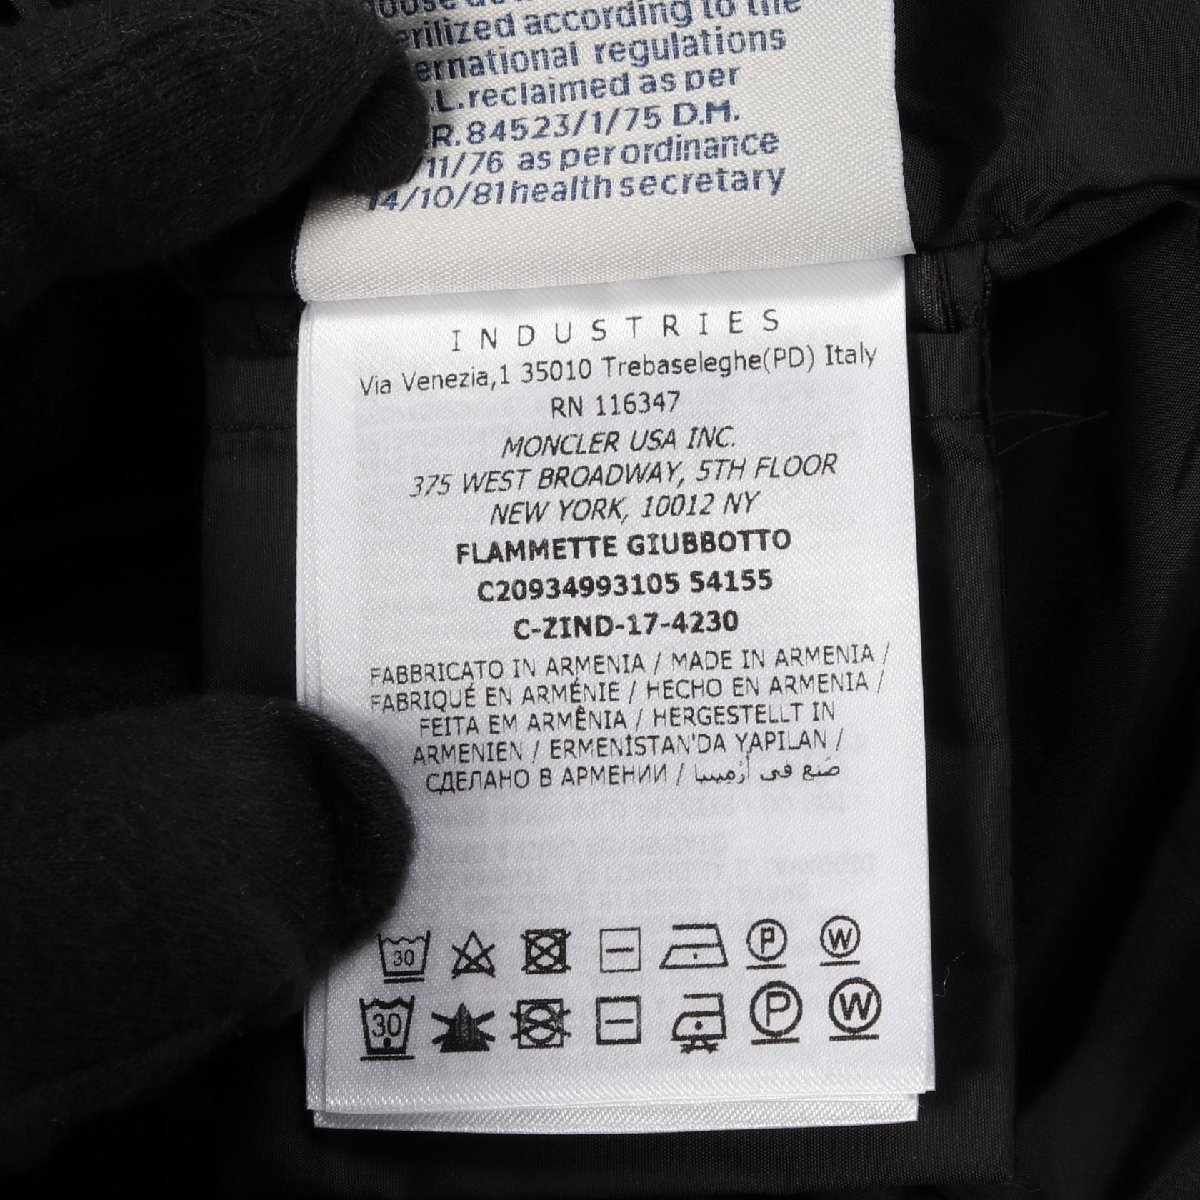 according to the
regulations
reclaimed as per
84523/1/75 D.M.
11/76 as per ordinance
14/10/81 health secretary
INDUSTRIES
Via Venezia,1 35010 Trebaseleghe(PD) Italy
RN 116347
MONCLER USA INC.
375 WEST BROADWAY, 5TH FLOOR
NEW YORK, 10012 NY
FLAMMETTE GIUBBOTTO
C20934993105 54155
C-ZIND-17-4230
FABBRICATO IN ARMENIA / MADE IN ARMENIA /
FABRIQUÉ EN ARMÉNIE / HECHO EN ARMENIA /
FEITA EM ARMÊNIA / HERGESTELLT IN
ARMENIEN / ERMENİSTAN'DA YAPILAN /
СДЕЛАНО В АРМЕНИИ / صنع في أرمينيا
30 P W
30 P W